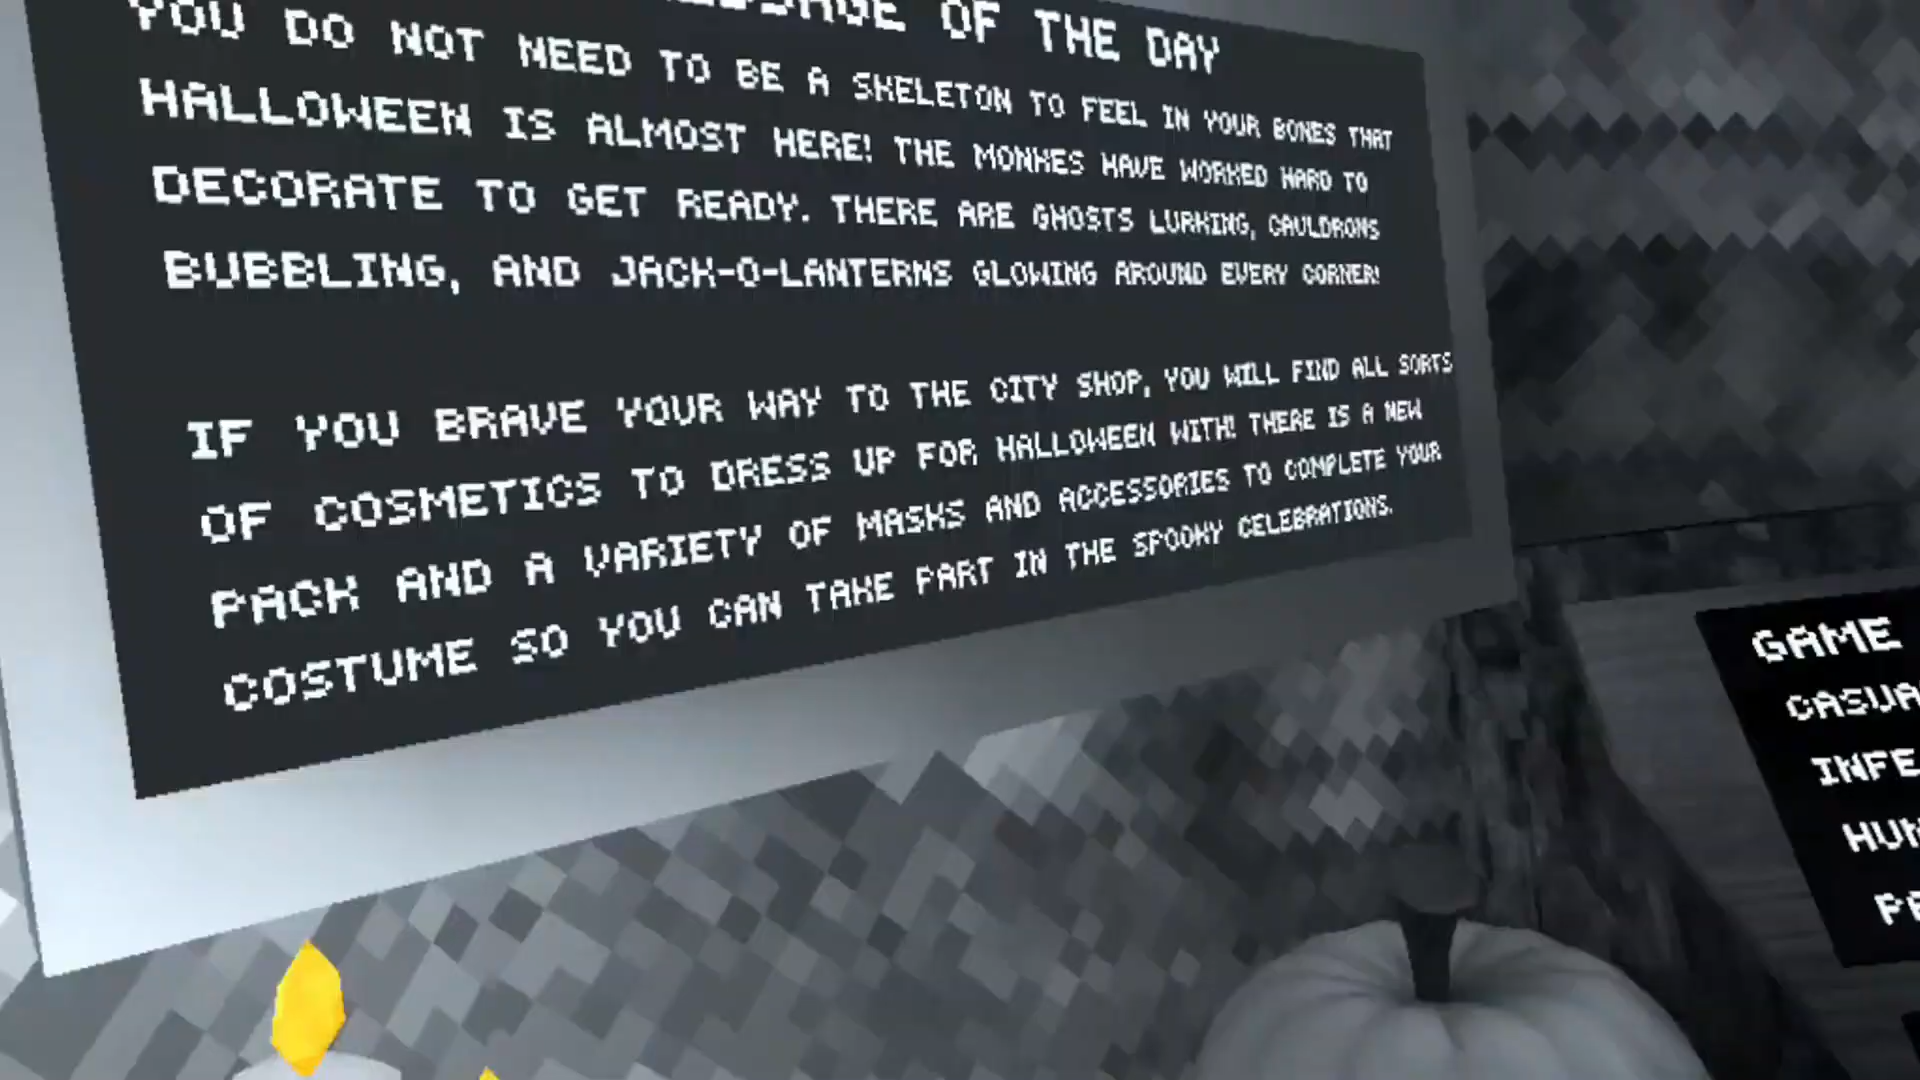 OF THE DAY
YOU DO NOT NEED TO BE A SKELETON TO FEEL IN YOUR BONES THAT
HALLOWEEN IS ALMOST HERE! THE MONKES HAVE WORKED HARD TO
DECORATE TO GET READY. THERE ARE GHOSTS LURKING, CAULDRONS
BUBBLING, AND JACK-O-LANTERNS GLOWING AROUND EVERY CORNER!
IF YOU BRAVE YOUR WAY TO THE CITY SHOP, YOU WILL FIND ALL SORTS
OF COSMETICS TO DRESS UP FOR HALLOWEEN WITH! THERE IS A NEW
PACK AND A VARIETY OF MASKS AND ACCESSORIES TO COMPLETE YOUR
COSTUME SO YOU CAN TAKE PART IN THE SPOOKY CELEBRATIONS.
GAME